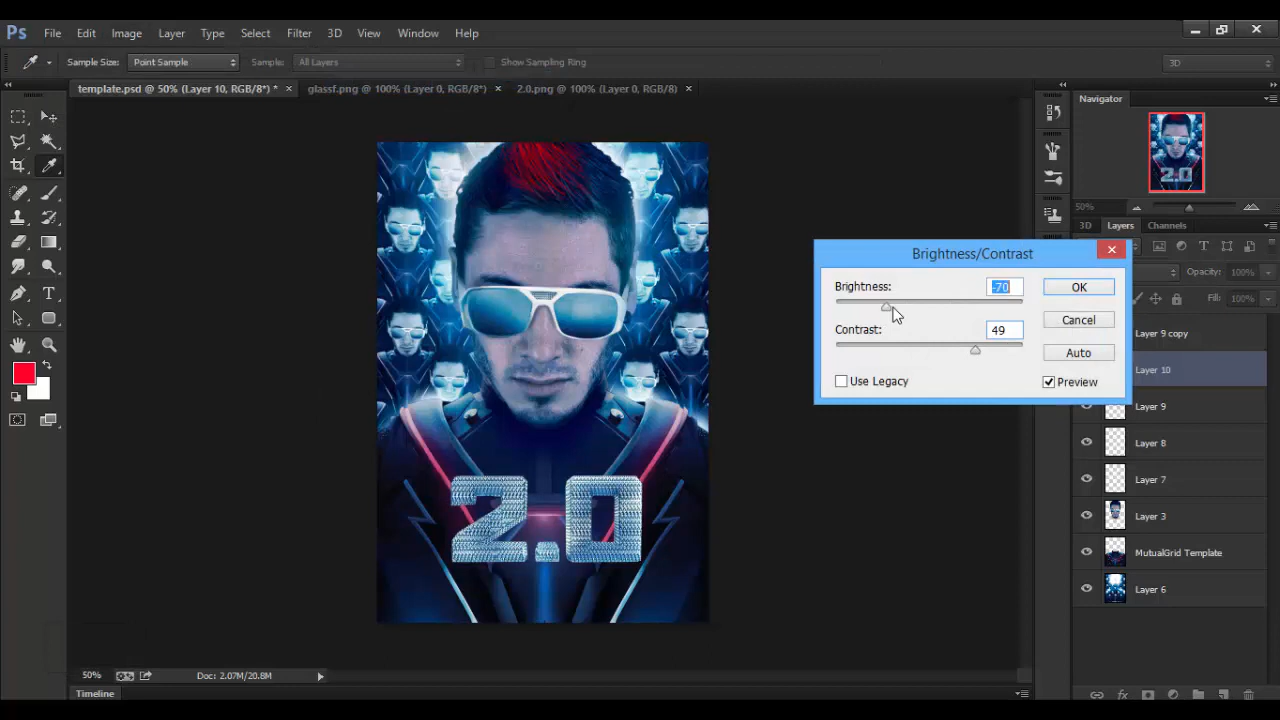 Ps File Edit Image Layer Type Select Filter 3D View Window Help
Sample Size: Point Sample Sample: All Layers Show Sampling Ring 3D
template.psd @ 50% (Layer 10, RGB/8*) * × glassf.png @ 100% (Layer 0, RGB/8*) × 2.0.png @ 100% (Layer 0, RGB/8) ×
Navigator
2.0
50%
3D Layers Channels
Opacity: 100%
Fill: 100%
Brightness/Contrast
Brightness: -70 OK
Contrast: 49 Cancel
Auto
Use Legacy Preview
Layer 9 copy
Layer 10
Layer 9
Layer 8
Layer 7
Layer 3
MutualGrid Template
Layer 6
2.0
50% Doc: 2.07M/20.8M
Timeline
fx